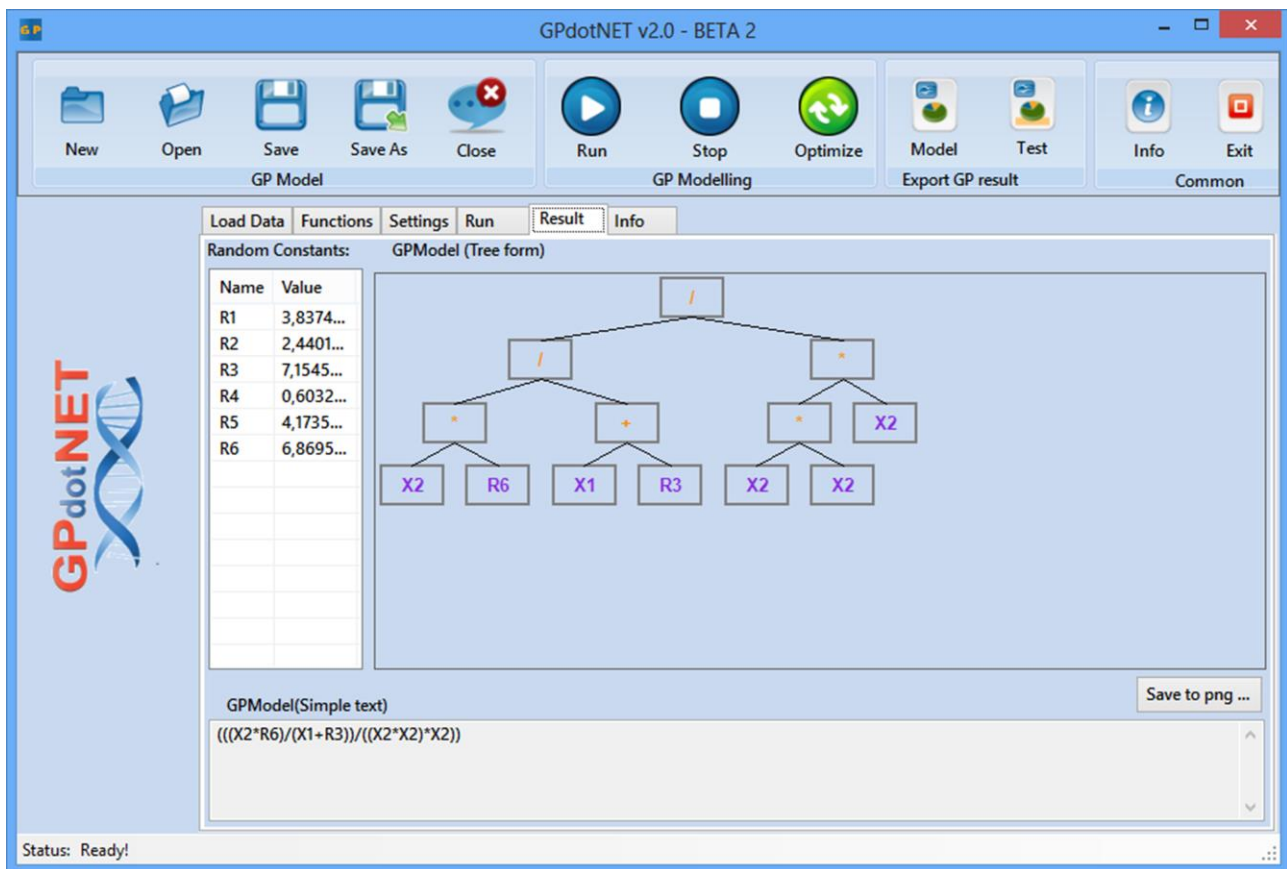 GP
GPdotNET v2.0 - BETA 2
New Open Save Save As Close Run Stop Optimize Model Test Info Exit
GP Model GP Modelling Export GP result Common
Load Data Functions Settings Run Result Info
Random Constants: GPModel (Tree form)
Name Value
R1 3,8374...
R2 2,4401...
R3 7,1545...
R4 0,6032...
R5 4,1735...
R6 6,8695...
/
/ *
* + * X2
X2 R6 X1 R3 X2 X2
GPdotNET
Save to png ...
GPModel(Simple text)
(((X2*R6)/(X1+R3))/((X2*X2)*X2))
Status: Ready!